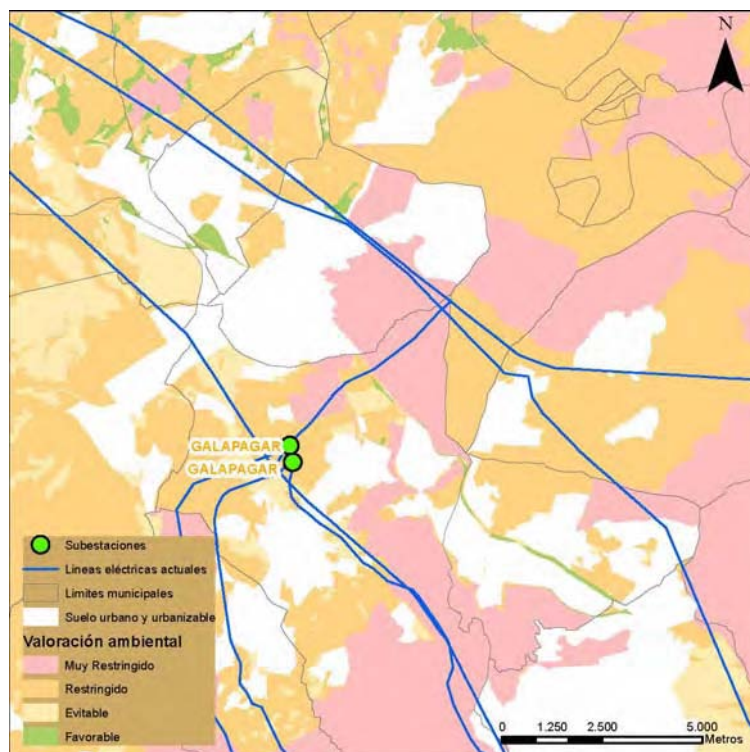 N
GALAPAGAR
GALAPAGAR
Subestaciones
Lineas eléctricas actuales
Limites municipales
Suelo urbano y urbanizable
Valoración ambiental
Muy Restringido
Restringido
Evitable
Favorable
0 1.250 2.500 5.000
Metros